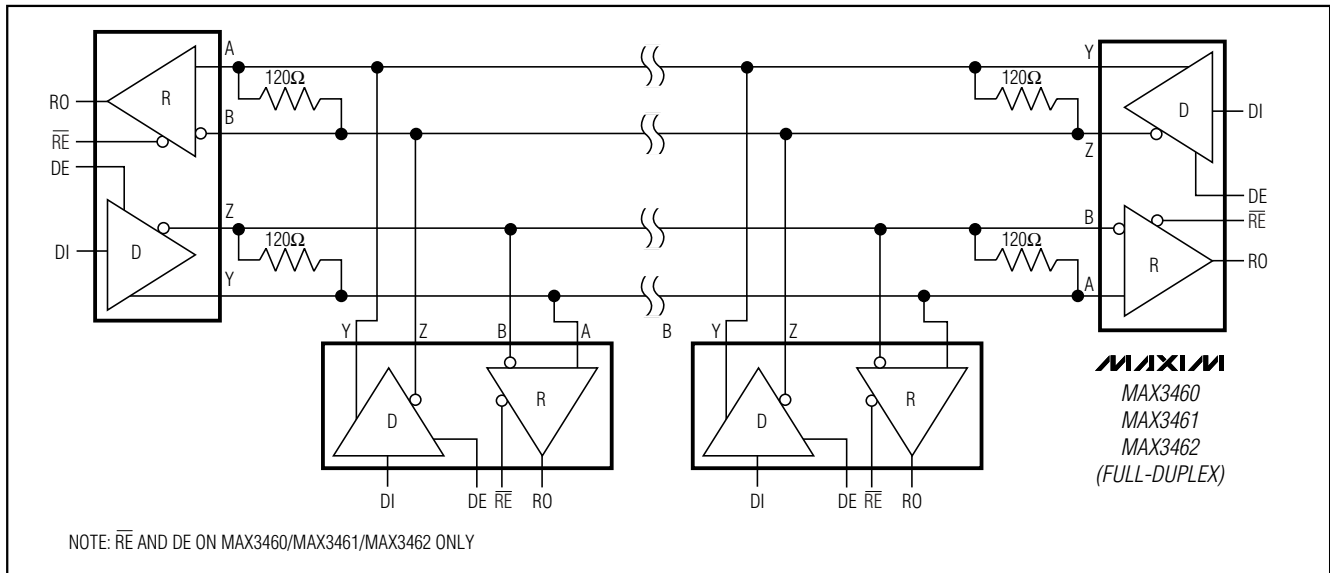 A
120Ω
RO
R
B
RE
DE
Z
120Ω
DI
D
Y
Y
120Ω
D
DI
Z
DE
B
RE
120Ω
R
RO
A
Y
Z
B
A
B
Y
Z
D
R
D
R
DI
DE
RE
RO
DI
DE
RE
RO
MAXIM
MAX3460
MAX3461
MAX3462
(FULL-DUPLEX)
NOTE: RE AND DE ON MAX3460/MAX3461/MAX3462 ONLY